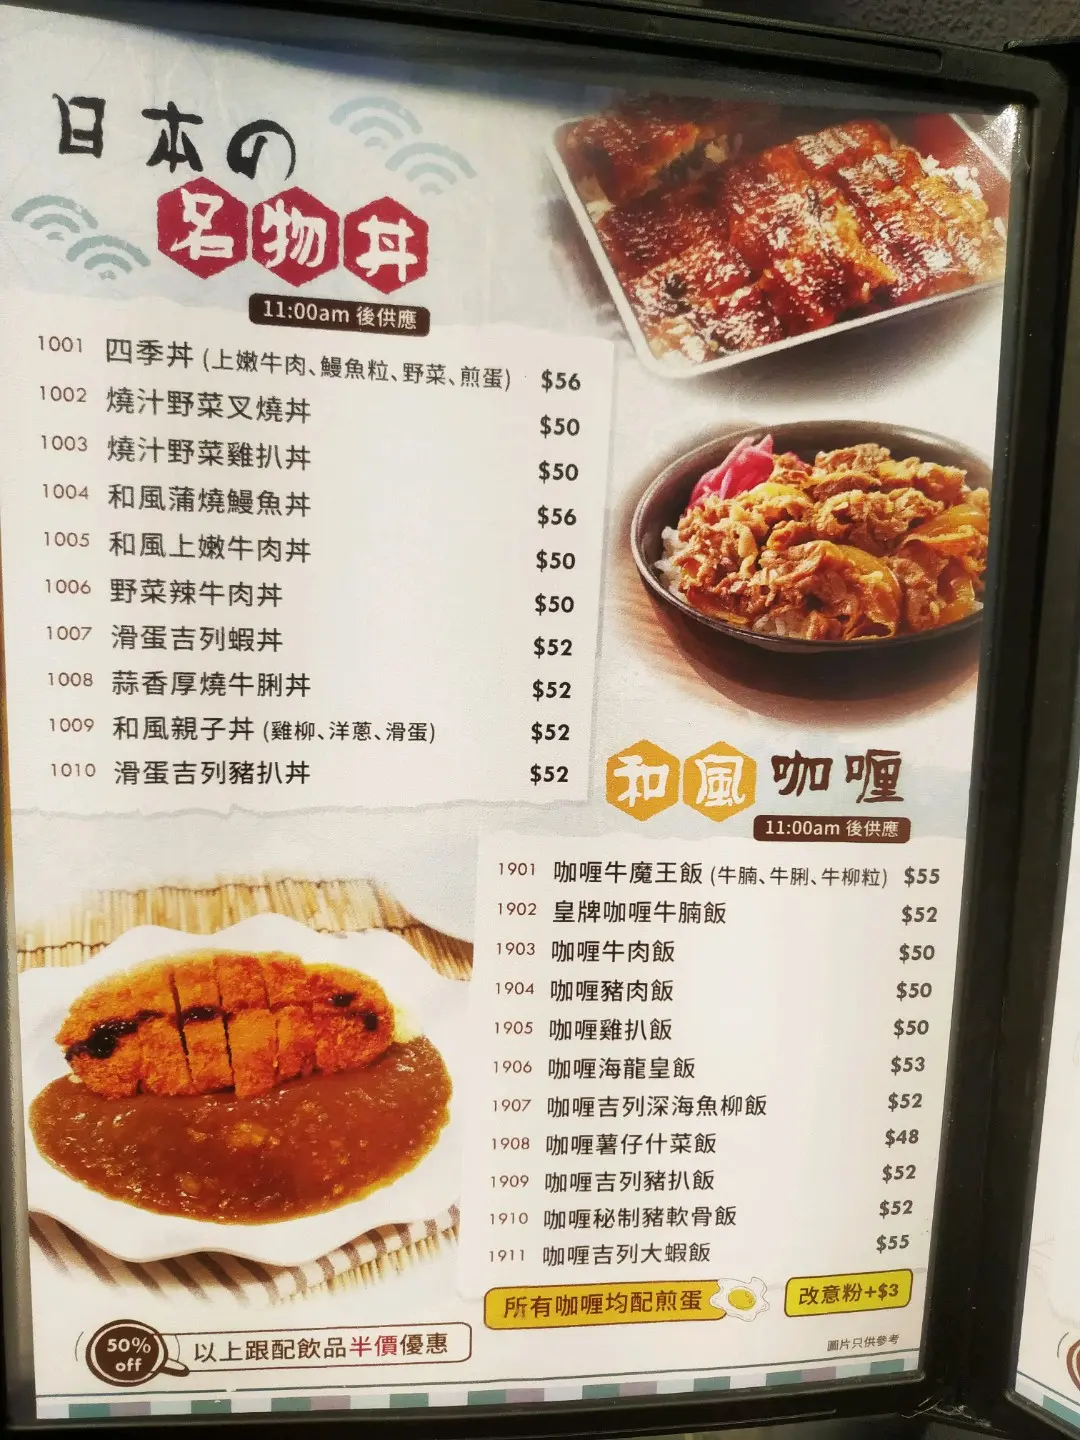 日本の
名物丼
11:00am 後供應
1001 四季丼 (上嫩牛肉、鰻魚粒、野菜、煎蛋) $56
1002 燒汁野菜叉燒丼 $50
1003 燒汁野菜雞扒丼 $50
1004 和風蒲燒鰻魚丼 $56
1005 和風上嫩牛肉丼 $50
1006 野菜辣牛肉丼 $50
1007 滑蛋吉列蝦丼 $52
1008 蒜香厚燒牛脷丼 $52
1009 和風親子丼 (雞柳、洋蔥、滑蛋) $52
1010 滑蛋吉列豬扒丼 $52
和風咖喱
11:00am 後供應
1901 咖喱牛魔王飯 (牛腩、牛脷、牛柳粒) $55
1902 皇牌咖喱牛腩飯 $52
1903 咖喱牛肉飯 $50
1904 咖喱豬肉飯 $50
1905 咖喱雞扒飯 $50
1906 咖喱海龍皇飯 $53
1907 咖喱吉列深海魚柳飯 $52
1908 咖喱薯仔什菜飯 $48
1909 咖喱吉列豬扒飯 $52
1910 咖喱秘制豬軟骨飯 $52
1911 咖喱吉列大蝦飯 $55
所有咖喱均配煎蛋
改意粉+$3
圖片只供參考
50% off
以上跟配飲品半價優惠